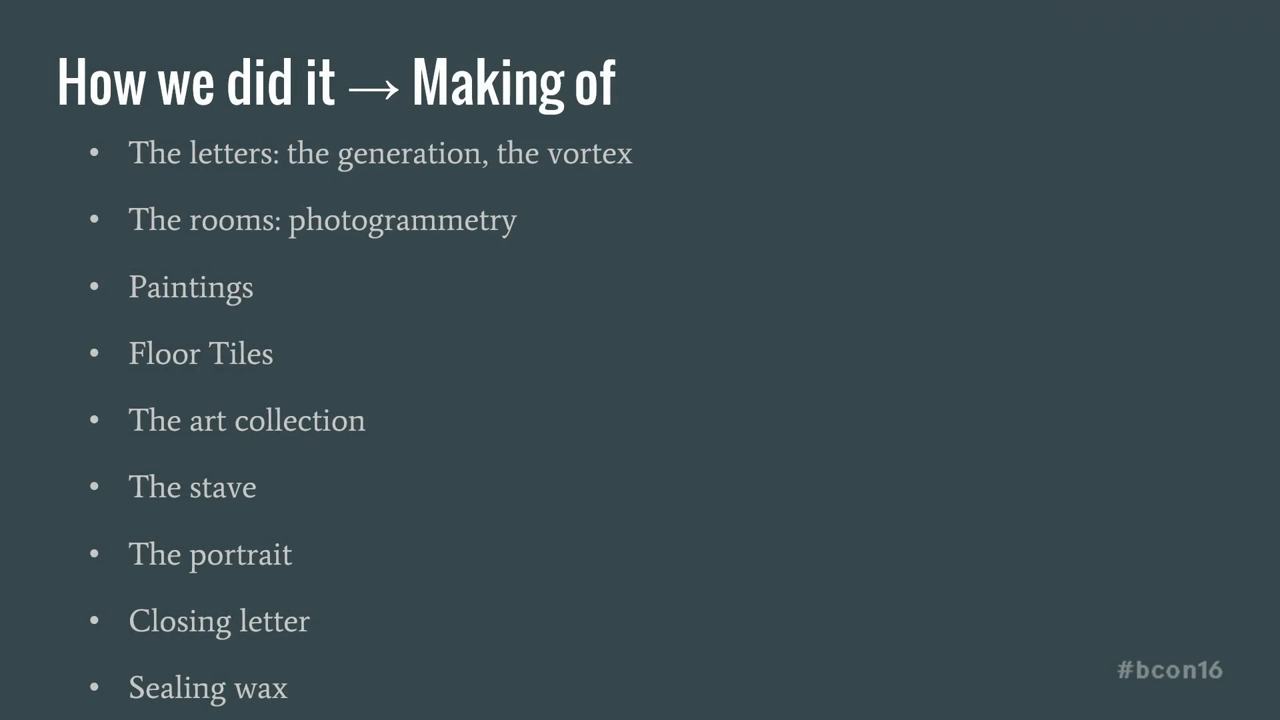 How we did it → Making of
• The letters: the generation, the vortex
• The rooms: photogrammetry
• Paintings
• Floor Tiles
• The art collection
• The stave
• The portrait
• Closing letter
• Sealing wax
#bcon16